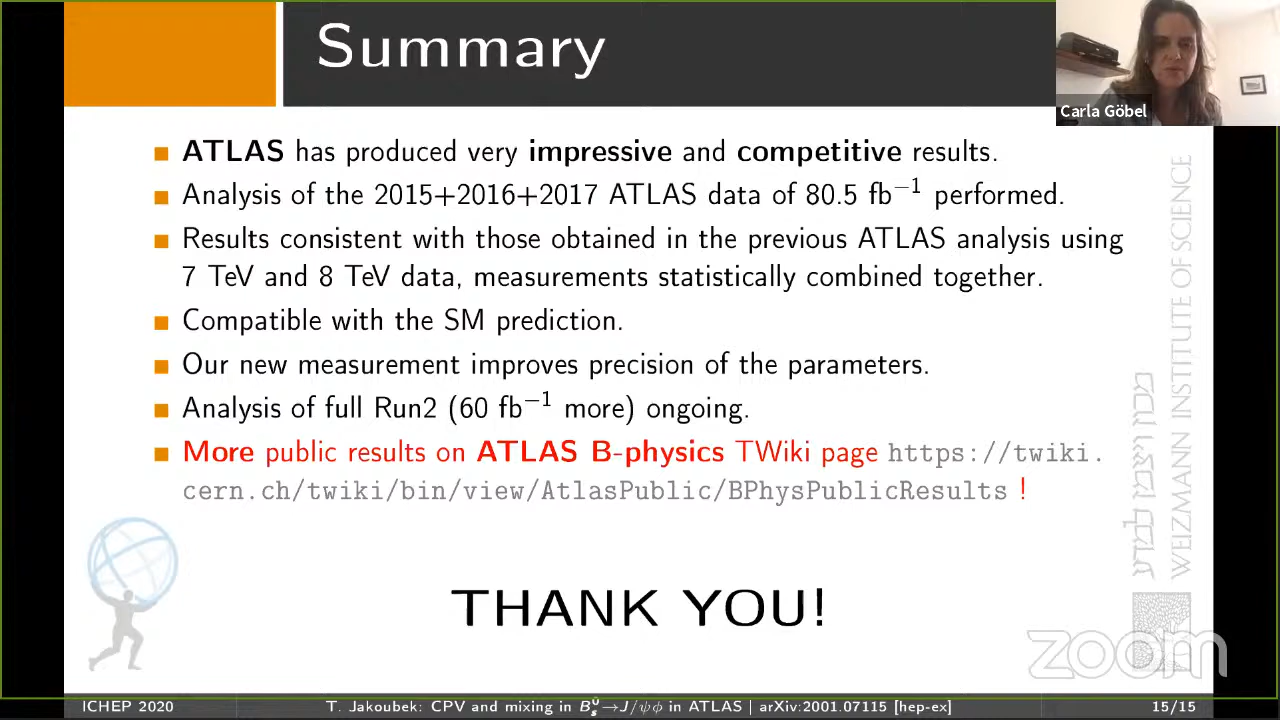 Summary
Carla Göbel
■ ATLAS has produced very impressive and competitive results.
■ Analysis of the 2015+2016+2017 ATLAS data of 80.5 fb⁻¹ performed.
■ Results consistent with those obtained in the previous ATLAS analysis using
7 TeV and 8 TeV data, measurements statistically combined together.
■ Compatible with the SM prediction.
■ Our new measurement improves precision of the parameters.
■ Analysis of full Run2 (60 fb⁻¹ more) ongoing.
■ More public results on ATLAS B-physics TWiki page https://twiki.
cern.ch/twiki/bin/view/AtlasPublic/BPhysPublicResults !
THANK YOU!
מכון ויצמן למדע
WEIZMANN INSTITUTE OF SCIENCE
zoom
ICHEP 2020
T. Jakoubek: CPV and mixing in B⁰ₛ→J/ψϕ in ATLAS | arXiv:2001.07115 [hep-ex]
15/15